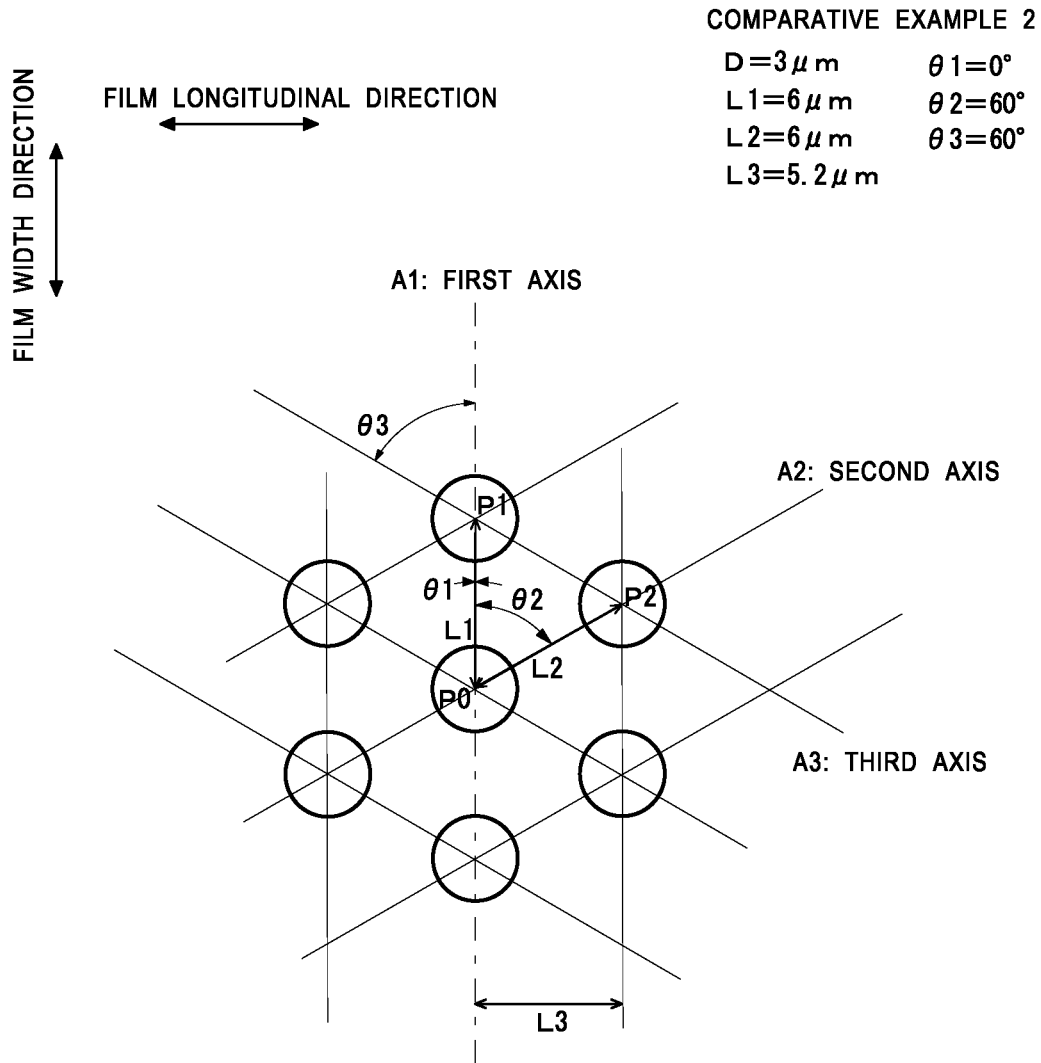 COMPARATIVE EXAMPLE 2
D=3μm θ1=0°
L1=6μm θ2=60°
L2=6μm θ3=60°
L3=5.2μm
FILM LONGITUDINAL DIRECTION
FILM WIDTH DIRECTION
A1: FIRST AXIS
θ3
A2: SECOND AXIS
P1
θ1
θ2
P2
L1
L2
P0
A3: THIRD AXIS
L3